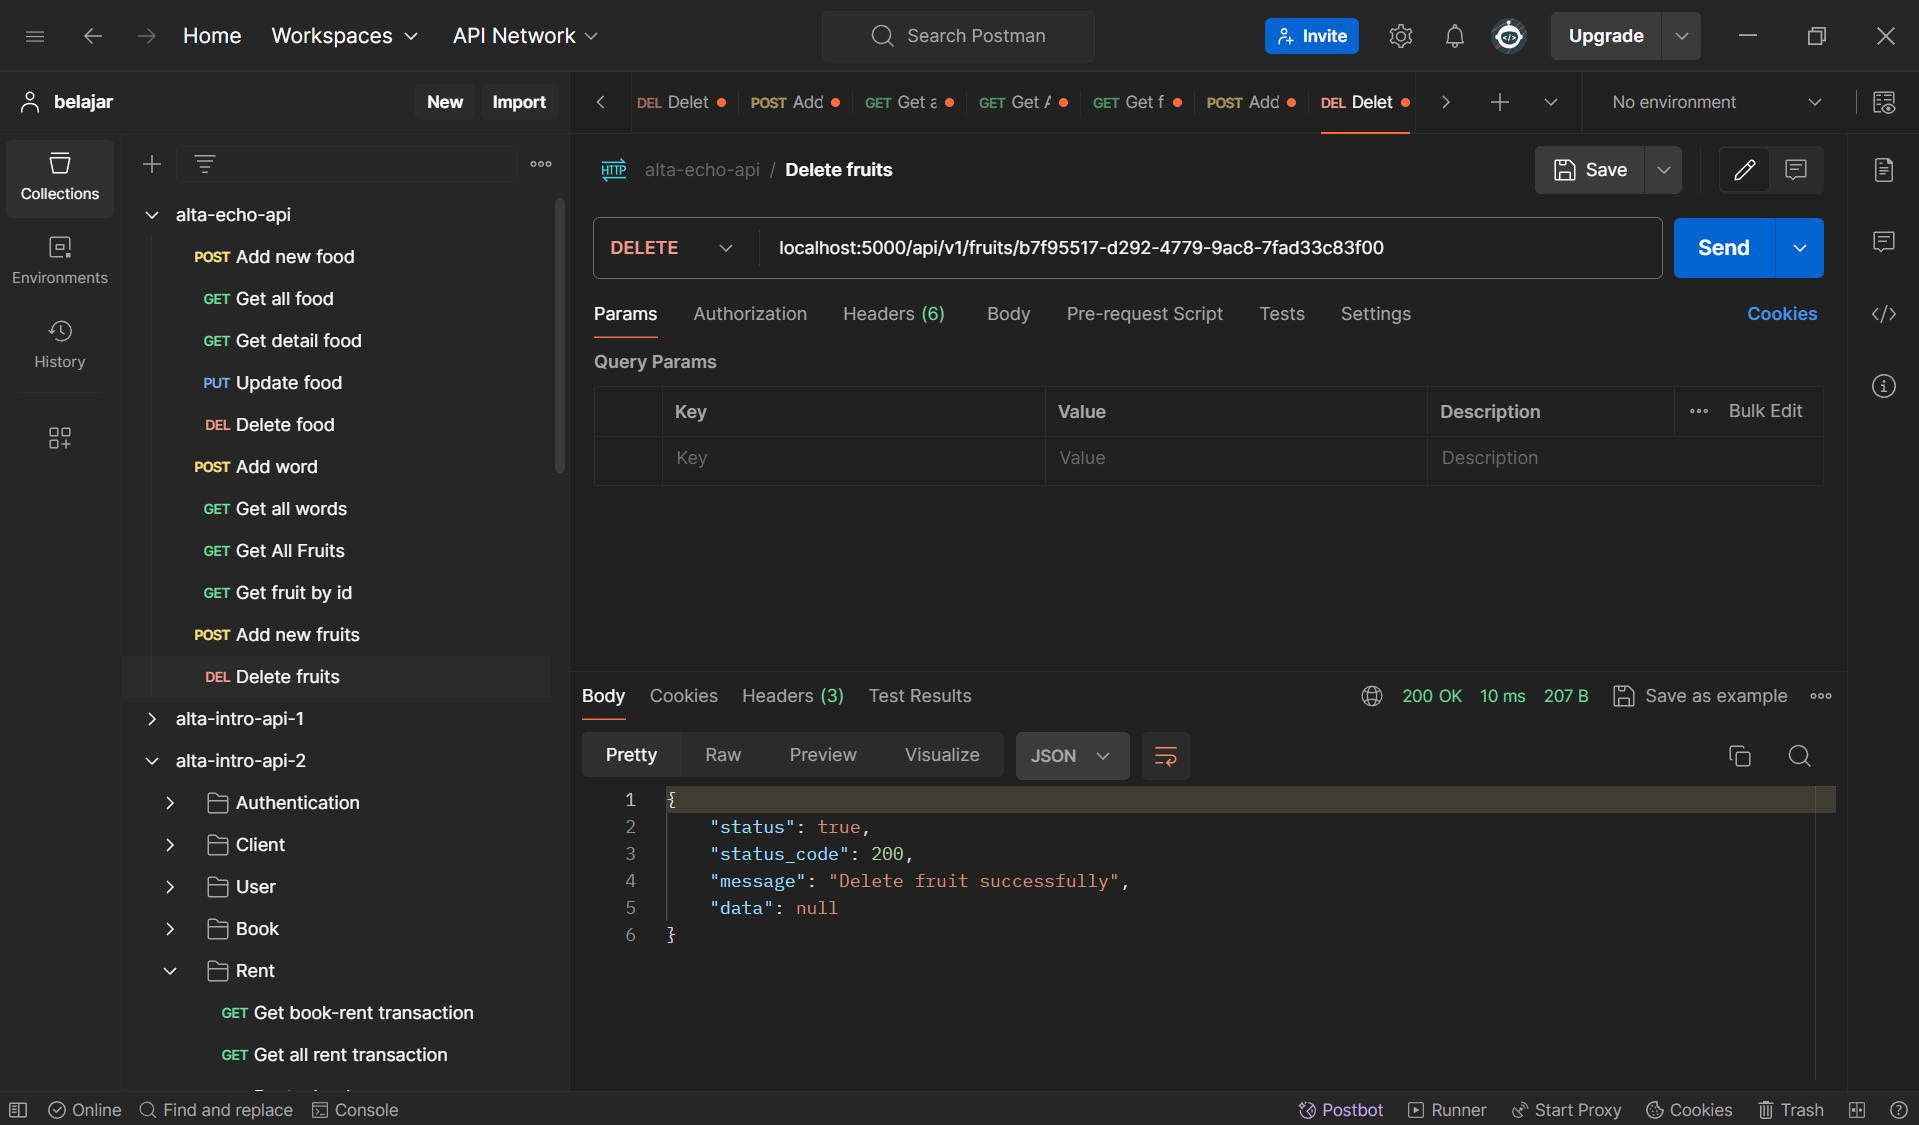 Home Workspaces API Network Search Postman Invite Upgrade
belajar New Import
DEL Delet POST Add GET Get a GET Get A GET Get f POST Add DEL Delet No environment
Collections
Environments
History
alta-echo-api
POST Add new food
GET Get all food
GET Get detail food
PUT Update food
DEL Delete food
POST Add word
GET Get all words
GET Get All Fruits
GET Get fruit by id
POST Add new fruits
DEL Delete fruits
alta-intro-api-1
alta-intro-api-2
Authentication
Client
User
Book
Rent
GET Get book-rent transaction
GET Get all rent transaction
HTTP alta-echo-api / Delete fruits Save
DELETE localhost:5000/api/v1/fruits/b7f95517-d292-4779-9ac8-7fad33c83f00 Send
Params Authorization Headers (6) Body Pre-request Script Tests Settings Cookies
Query Params
Key Value Description Bulk Edit
Key Value Description
Body Cookies Headers (3) Test Results 200 OK 10 ms 207 B Save as example
Pretty Raw Preview Visualize JSON
1 {
2 "status": true,
3 "status_code": 200,
4 "message": "Delete fruit successfully",
5 "data": null
6 }
Online Find and replace Console Postbot Runner Start Proxy Cookies Trash